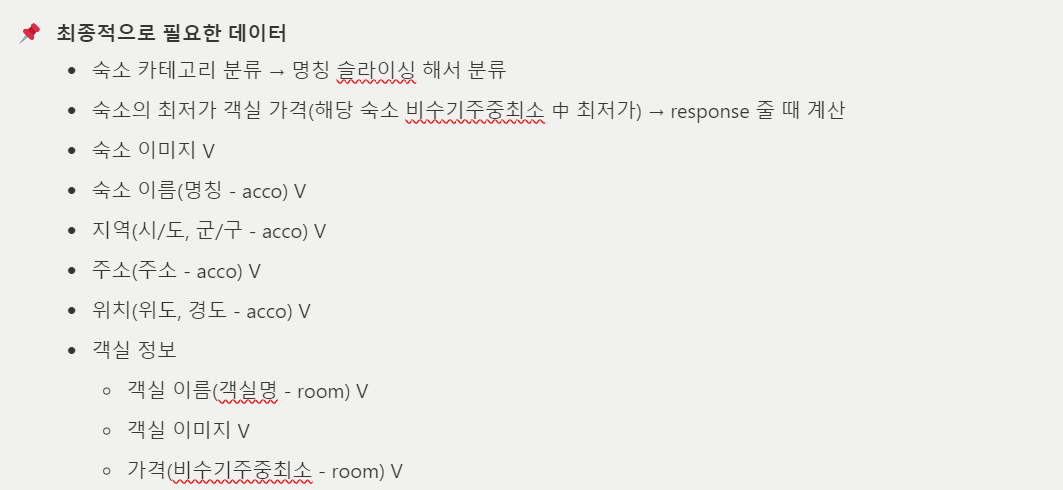 최종적으로 필요한 데이터
숙소 카테고리 분류 → 명칭 슬라이싱 해서 분류
숙소의 최저가 객실 가격(해당 숙소 비수기주중최소 中 최저가) → response 줄 때 계산
숙소 이미지 V
숙소 이름(명칭 - acco) V
지역(시/도, 군/구 - acco) V
주소(주소 - acco) V
위치(위도, 경도 - acco) V
객실 정보
객실 이름(객실명 - room) V
객실 이미지 V
가격(비수기주중최소 - room) V